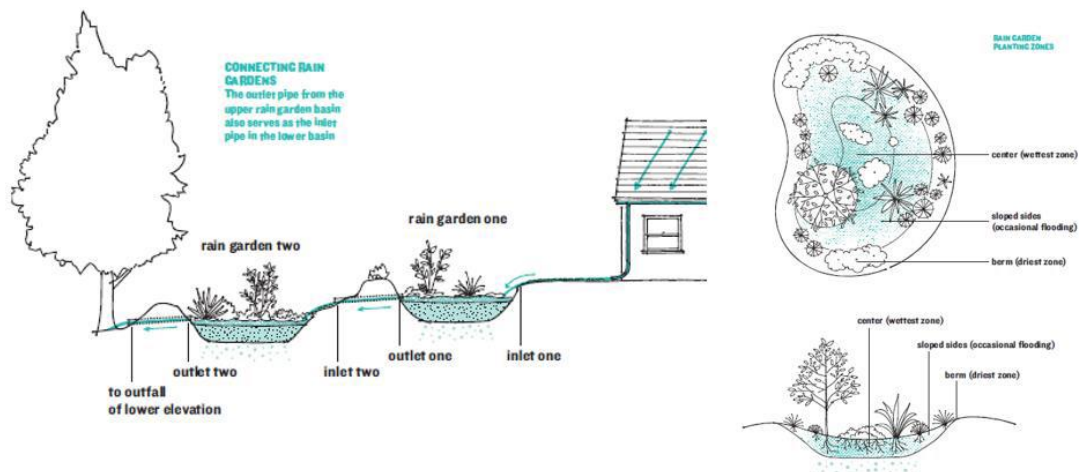 CONNECTING RAIN
GARDENS
The outlet pipe from the
upper rain garden basin
also serves as the inlet
pipe in the lower basin
rain garden one
rain garden two
outlet one
inlet one
outlet two
inlet two
to outfall
of lower elevation
RAIN GARDEN
PLANTING ZONES
center (wettest zone)
sloped sides
(occasional flooding)
berm (driest zone)
center (wettest zone)
sloped sides (occasional flooding)
berm (driest zone)